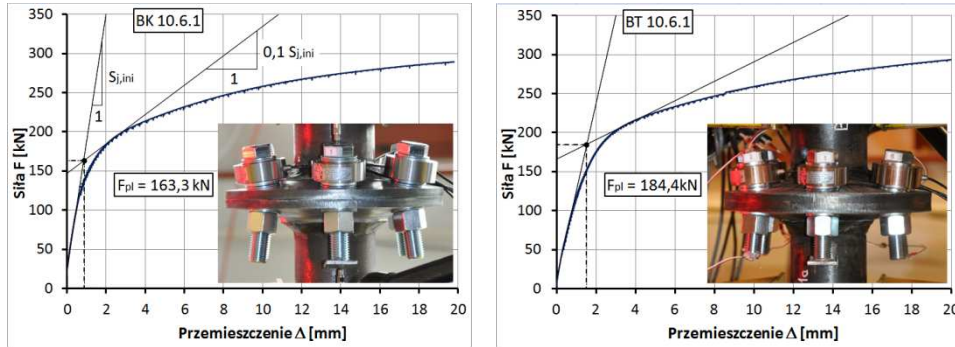 BK 10.6.1
350
300
250
200
150
100
50
0
Siła F [kN]
0 2 4 6 8 10 12 14 16 18 20
Przemieszczenie Δ [mm]
Sj,ini
1
0,1 Sj,ini
1
Fpl = 163,3 kN
BT 10.6.1
350
300
250
200
150
100
50
0
Siła F [kN]
0 2 4 6 8 10 12 14 16 18 20
Przemieszczenie Δ [mm]
Fpl = 184,4kN